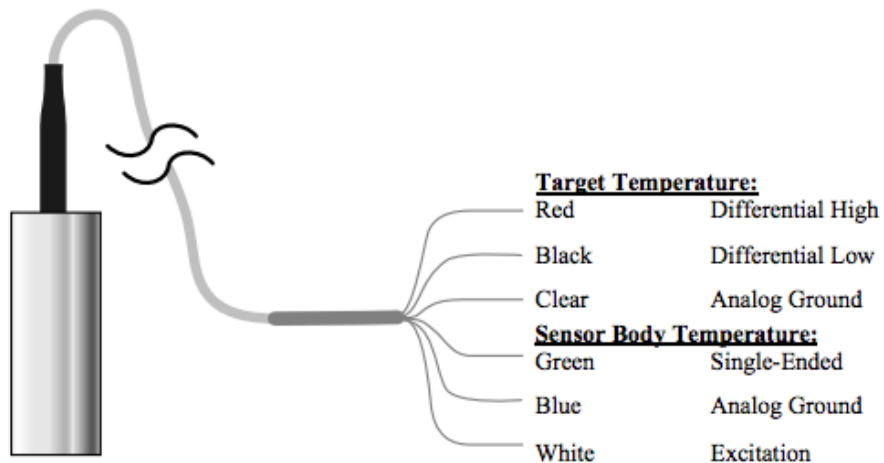 Target Temperature:
Red Differential High
Black Differential Low
Clear Analog Ground
Sensor Body Temperature:
Green Single-Ended
Blue Analog Ground
White Excitation